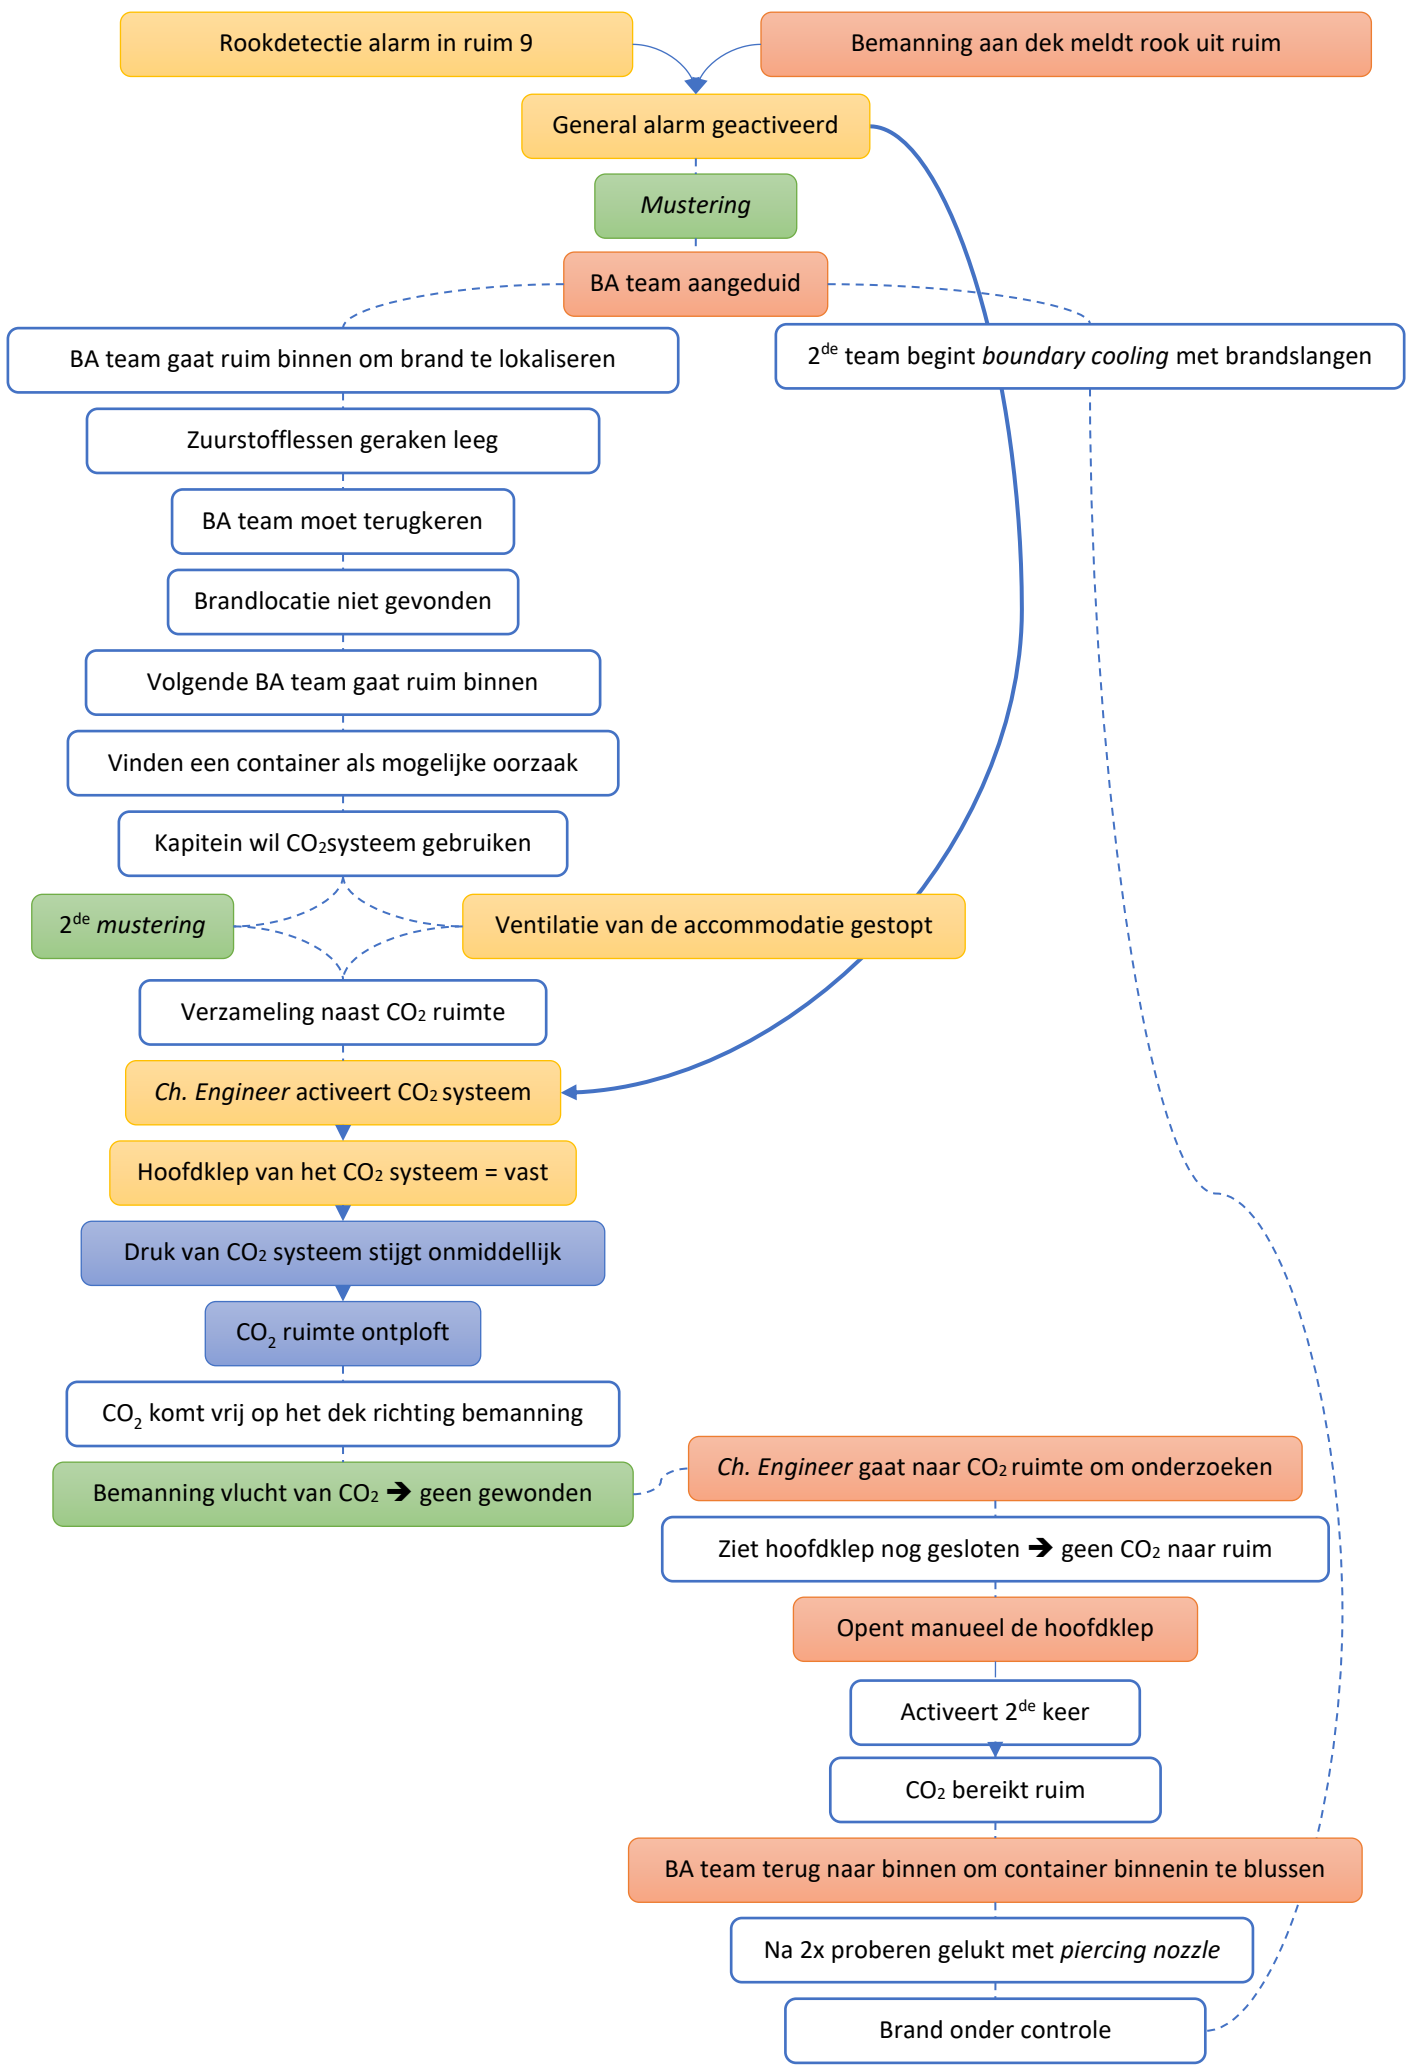 Rookdetectie alarm in ruim 9
Bemanning aan dek meldt rook uit ruim
General alarm geactiveerd
Mustering
BA team aangeduid
BA team gaat ruim binnen om brand te lokaliseren
2de team begint boundary cooling met brandslangen
Zuurstofflessen geraken leeg
BA team moet terugkeren
Brandlocatie niet gevonden
Volgende BA team gaat ruim binnen
Vinden een container als mogelijke oorzaak
Kapitein wil CO2systeem gebruiken
2de mustering
Ventilatie van de accommodatie gestopt
Verzameling naast CO2 ruimte
Ch. Engineer activeert CO2 systeem
Hoofdklep van het CO2 systeem = vast
Druk van CO2 systeem stijgt onmiddellijk
CO2 ruimte ontploft
CO2 komt vrij op het dek richting bemanning
Bemanning vlucht van CO2 ➔ geen gewonden
Ch. Engineer gaat naar CO2 ruimte om onderzoeken
Ziet hoofdklep nog gesloten ➔ geen CO2 naar ruim
Opent manueel de hoofdklep
Activeert 2de keer
CO2 bereikt ruim
BA team terug naar binnen om container binnenin te blussen
Na 2x proberen gelukt met piercing nozzle
Brand onder controle